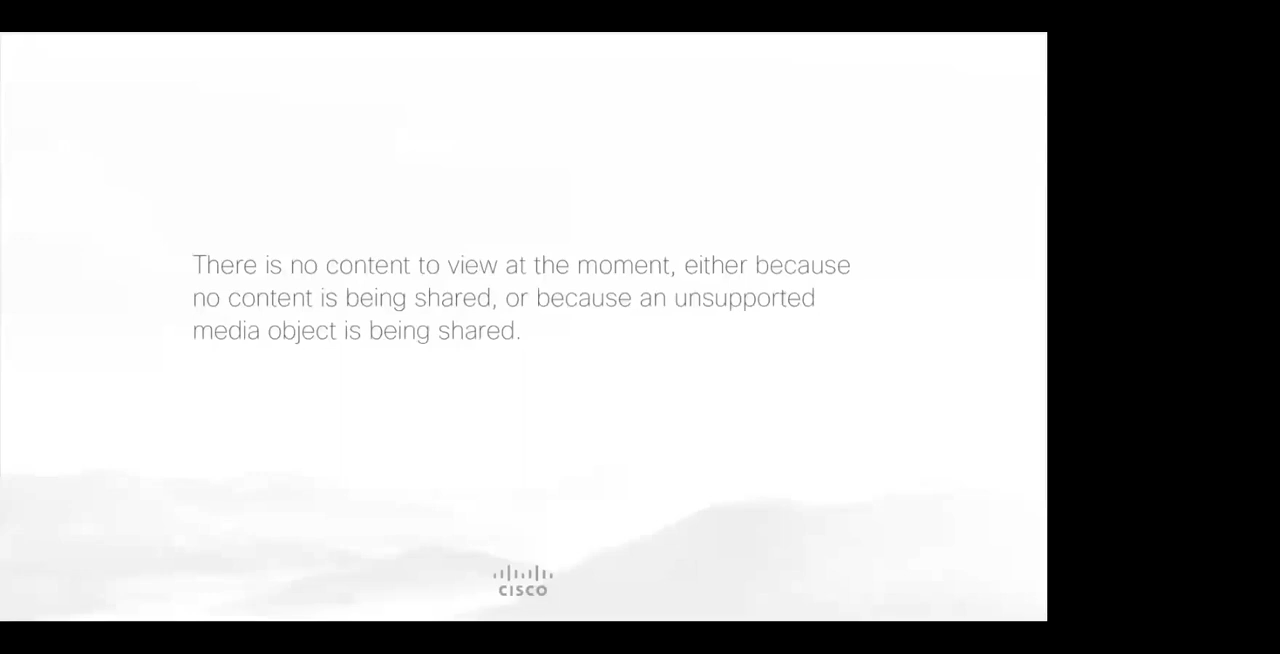 There is no content to view at the moment, either because
no content is being shared, or because an unsupported
media object is being shared.
CISCO